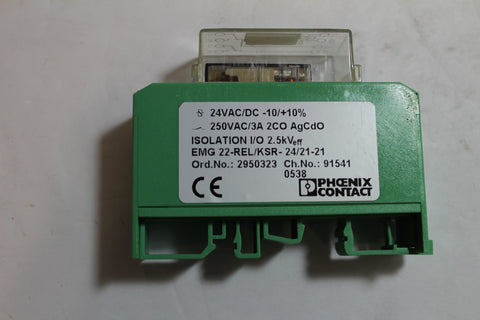 24VAC/DC -10/+10%
250VAC/3A 2CO AgCdO
ISOLATION I/O 2.5kVeff
EMG 22-REL/KSR- 24/21-21
Ord.No.: 2950323 Ch.No.: 91541
0538
CE
PHŒNIX
CONTACT